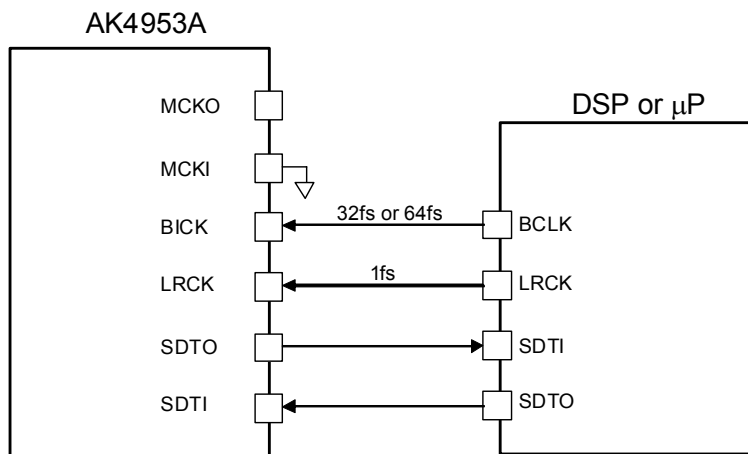 AK4953A
DSP or μP
MCKO
MCKI
BICK
32fs or 64fs
BCLK
LRCK
1fs
LRCK
SDTO
SDTI
SDTI
SDTO